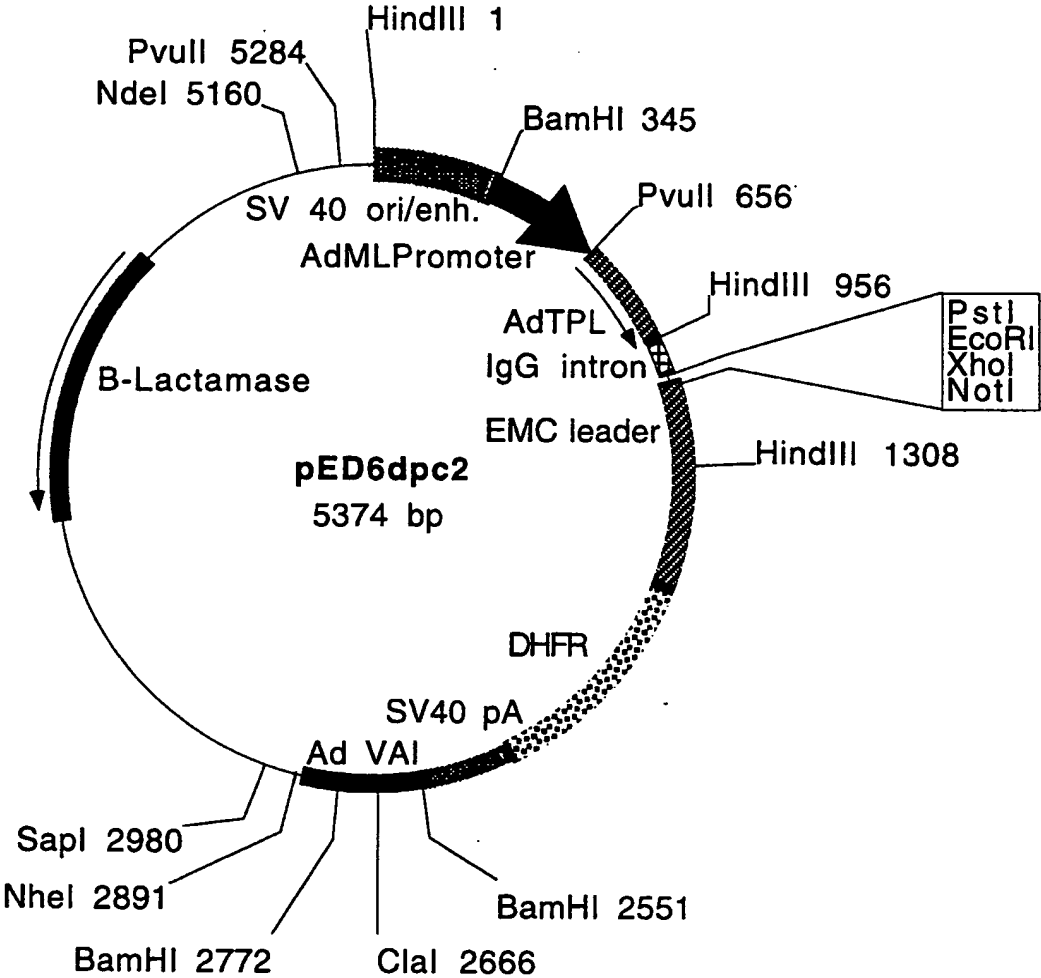 HindIII 1
PvuII 5284
NdeI 5160
BamHI 345
PvuII 656
SV 40 ori/enh.
AdMLPromoter
HindIII 956
AdTPL
IgG intron
PstI
EcoRI
XhoI
NotI
B-Lactamase
EMC leader
HindIII 1308
pED6dpc2
5374 bp
DHFR
SV40 pA
Ad VAI
SapI 2980
NheI 2891
BamHI 2551
BamHI 2772
ClaI 2666